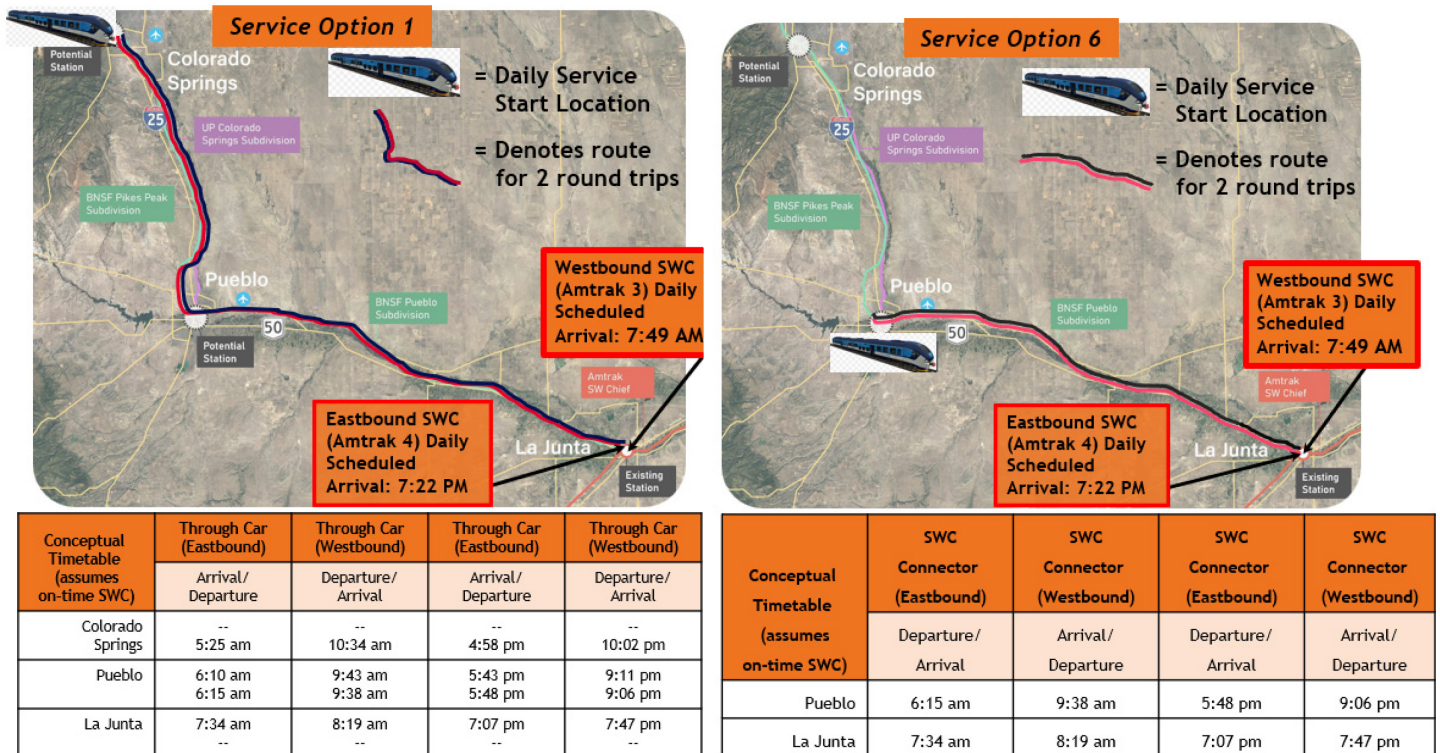 Service Option 1
Potential
Station
Colorado
Springs
= Daily Service
Start Location
25
UP Colorado
Springs Subdivision
= Denotes route
for 2 round trips
BNSF Pikes Peak
Subdivision
Westbound SWC
(Amtrak 3) Daily
Scheduled
Arrival: 7:49 AM
Pueblo
BNSF Pueblo
Subdivision
50
Potential
Station
Amtrak
SW Chief
Eastbound SWC
(Amtrak 4) Daily
Scheduled
Arrival: 7:22 PM
La Junta
Existing
Station
Conceptual
Timetable
(assumes
on-time SWC)
Through Car
(Eastbound)
Through Car
(Westbound)
Through Car
(Eastbound)
Through Car
(Westbound)
Arrival/
Departure
Departure/
Arrival
Arrival/
Departure
Departure/
Arrival
Colorado
Springs
--
5:25 am
--
10:34 am
--
4:58 pm
--
10:02 pm
Pueblo
6:10 am
6:15 am
9:43 am
9:38 am
5:43 pm
5:48 pm
9:11 pm
9:06 pm
La Junta
7:34 am
--
8:19 am
--
7:07 pm
--
7:47 pm
--
Service Option 6
Potential
Station
Colorado
Springs
= Daily Service
Start Location
25
UP Colorado
Springs Subdivision
= Denotes route
for 2 round trips
BNSF Pikes Peak
Subdivision
Westbound SWC
(Amtrak 3) Daily
Scheduled
Arrival: 7:49 AM
Pueblo
BNSF Pueblo
Subdivision
50
Amtrak
SW Chief
Eastbound SWC
(Amtrak 4) Daily
Scheduled
Arrival: 7:22 PM
La Junta
Existing
Station
Conceptual
Timetable
(assumes
on-time SWC)
SWC
Connector
(Eastbound)
SWC
Connector
(Westbound)
SWC
Connector
(Eastbound)
SWC
Connector
(Westbound)
Departure/
Arrival
Arrival/
Departure
Departure/
Arrival
Arrival/
Departure
Pueblo
6:15 am
9:38 am
5:48 pm
9:06 pm
La Junta
7:34 am
8:19 am
7:07 pm
7:47 pm